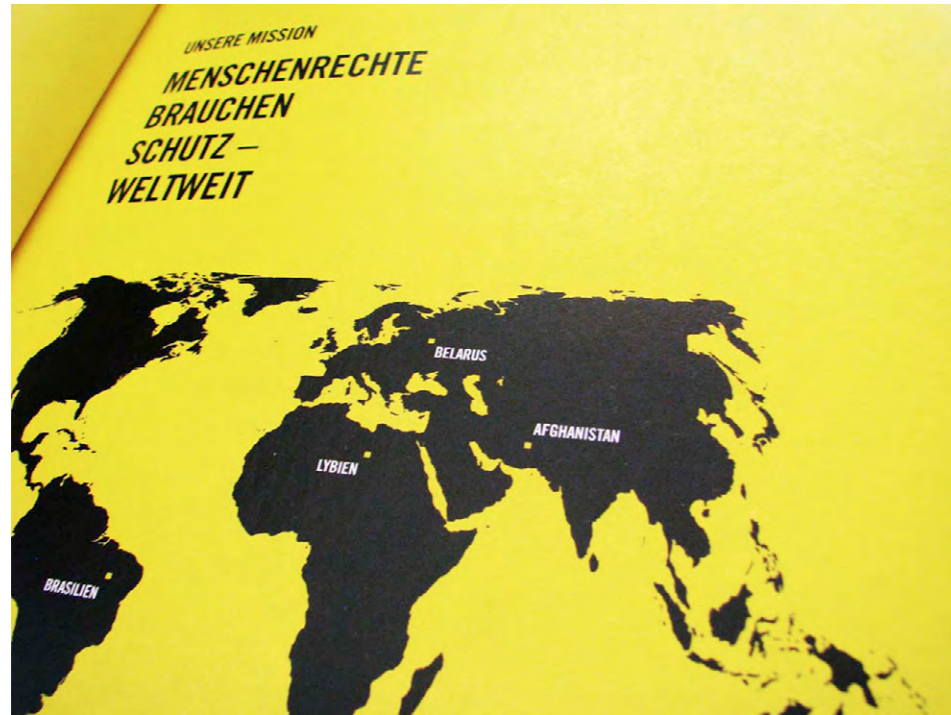 UNSERE MISSION
MENSCHENRECHTE
BRAUCHEN
SCHUTZ –
WELTWEIT
BELARUS
AFGHANISTAN
LYBIEN
BRASILIEN